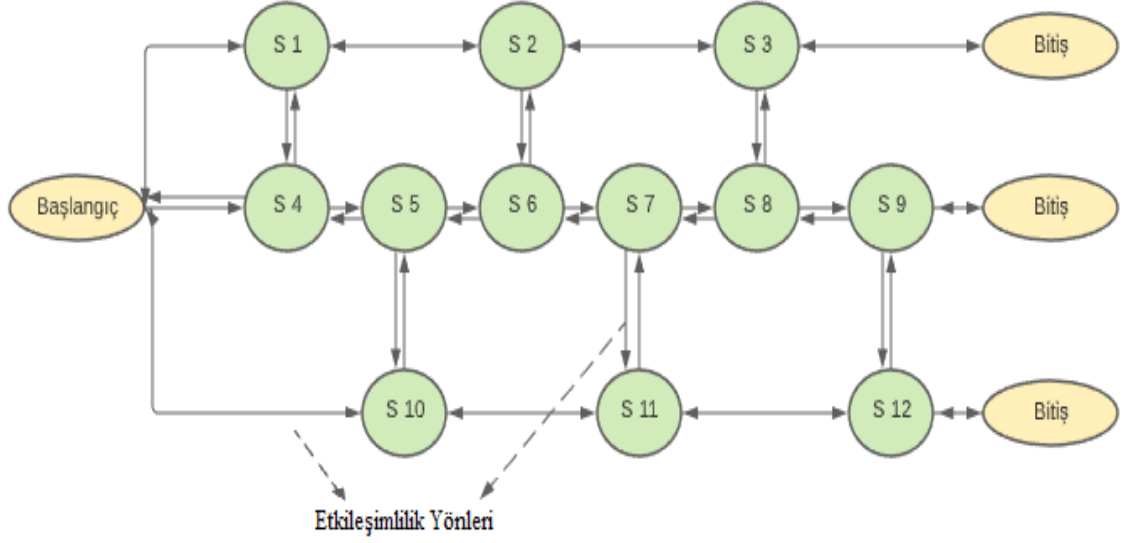 S 1
S 2
S 3
Bitiş
Başlangıç
S 4
S 5
S 6
S 7
S 8
S 9
Bitiş
S 10
S 11
S 12
Bitiş
Etkileşimlilik Yönleri